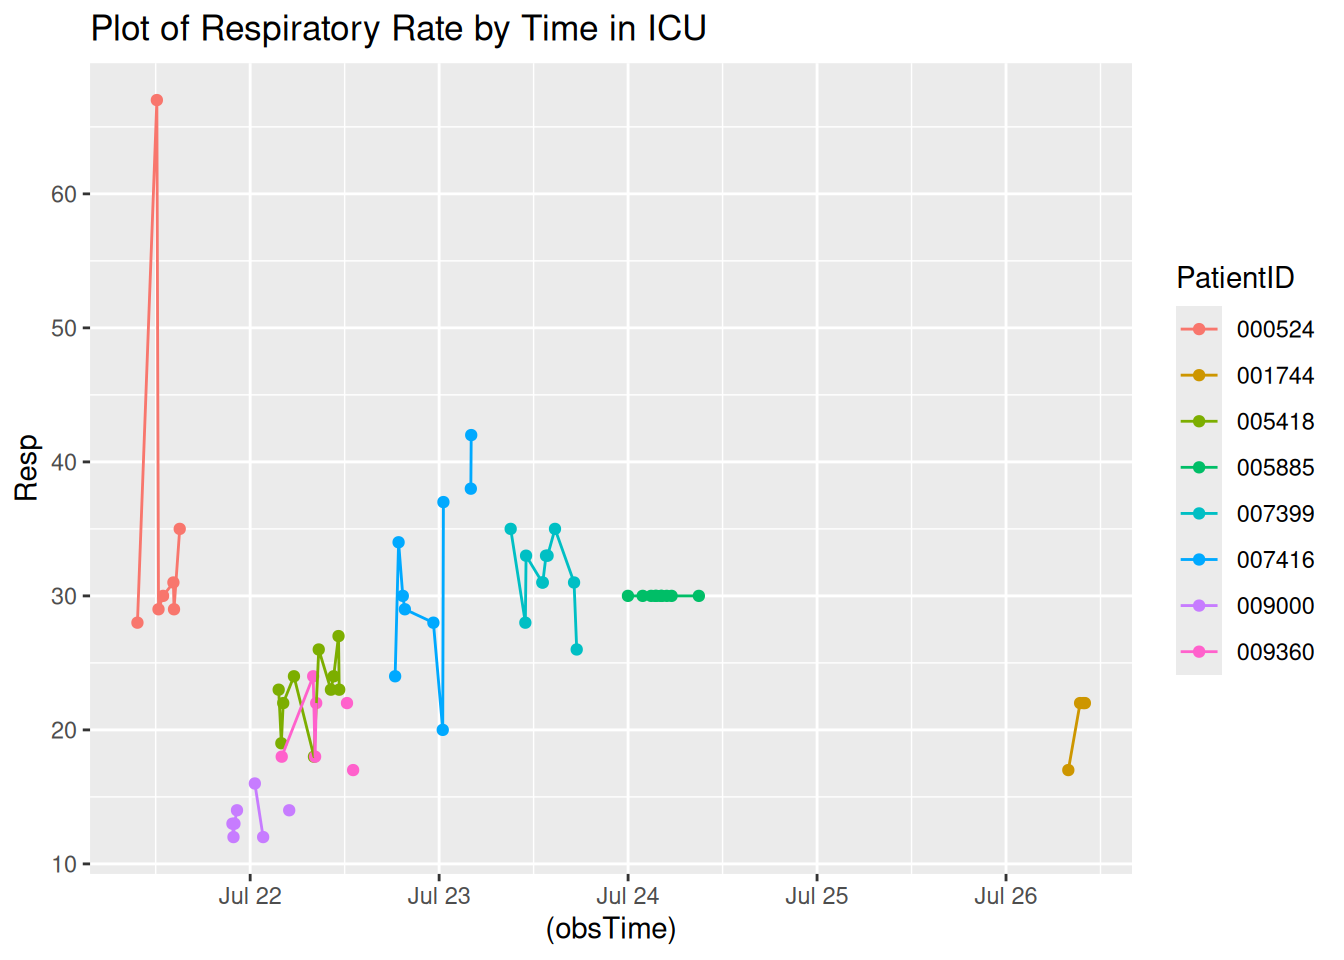 Plot of Respiratory Rate by Time in ICU
60
50
40
30
20
10
Resp
Jul 22
Jul 23
Jul 24
Jul 25
Jul 26
(obsTime)
PatientID
000524
001744
005418
005885
007399
007416
009000
009360